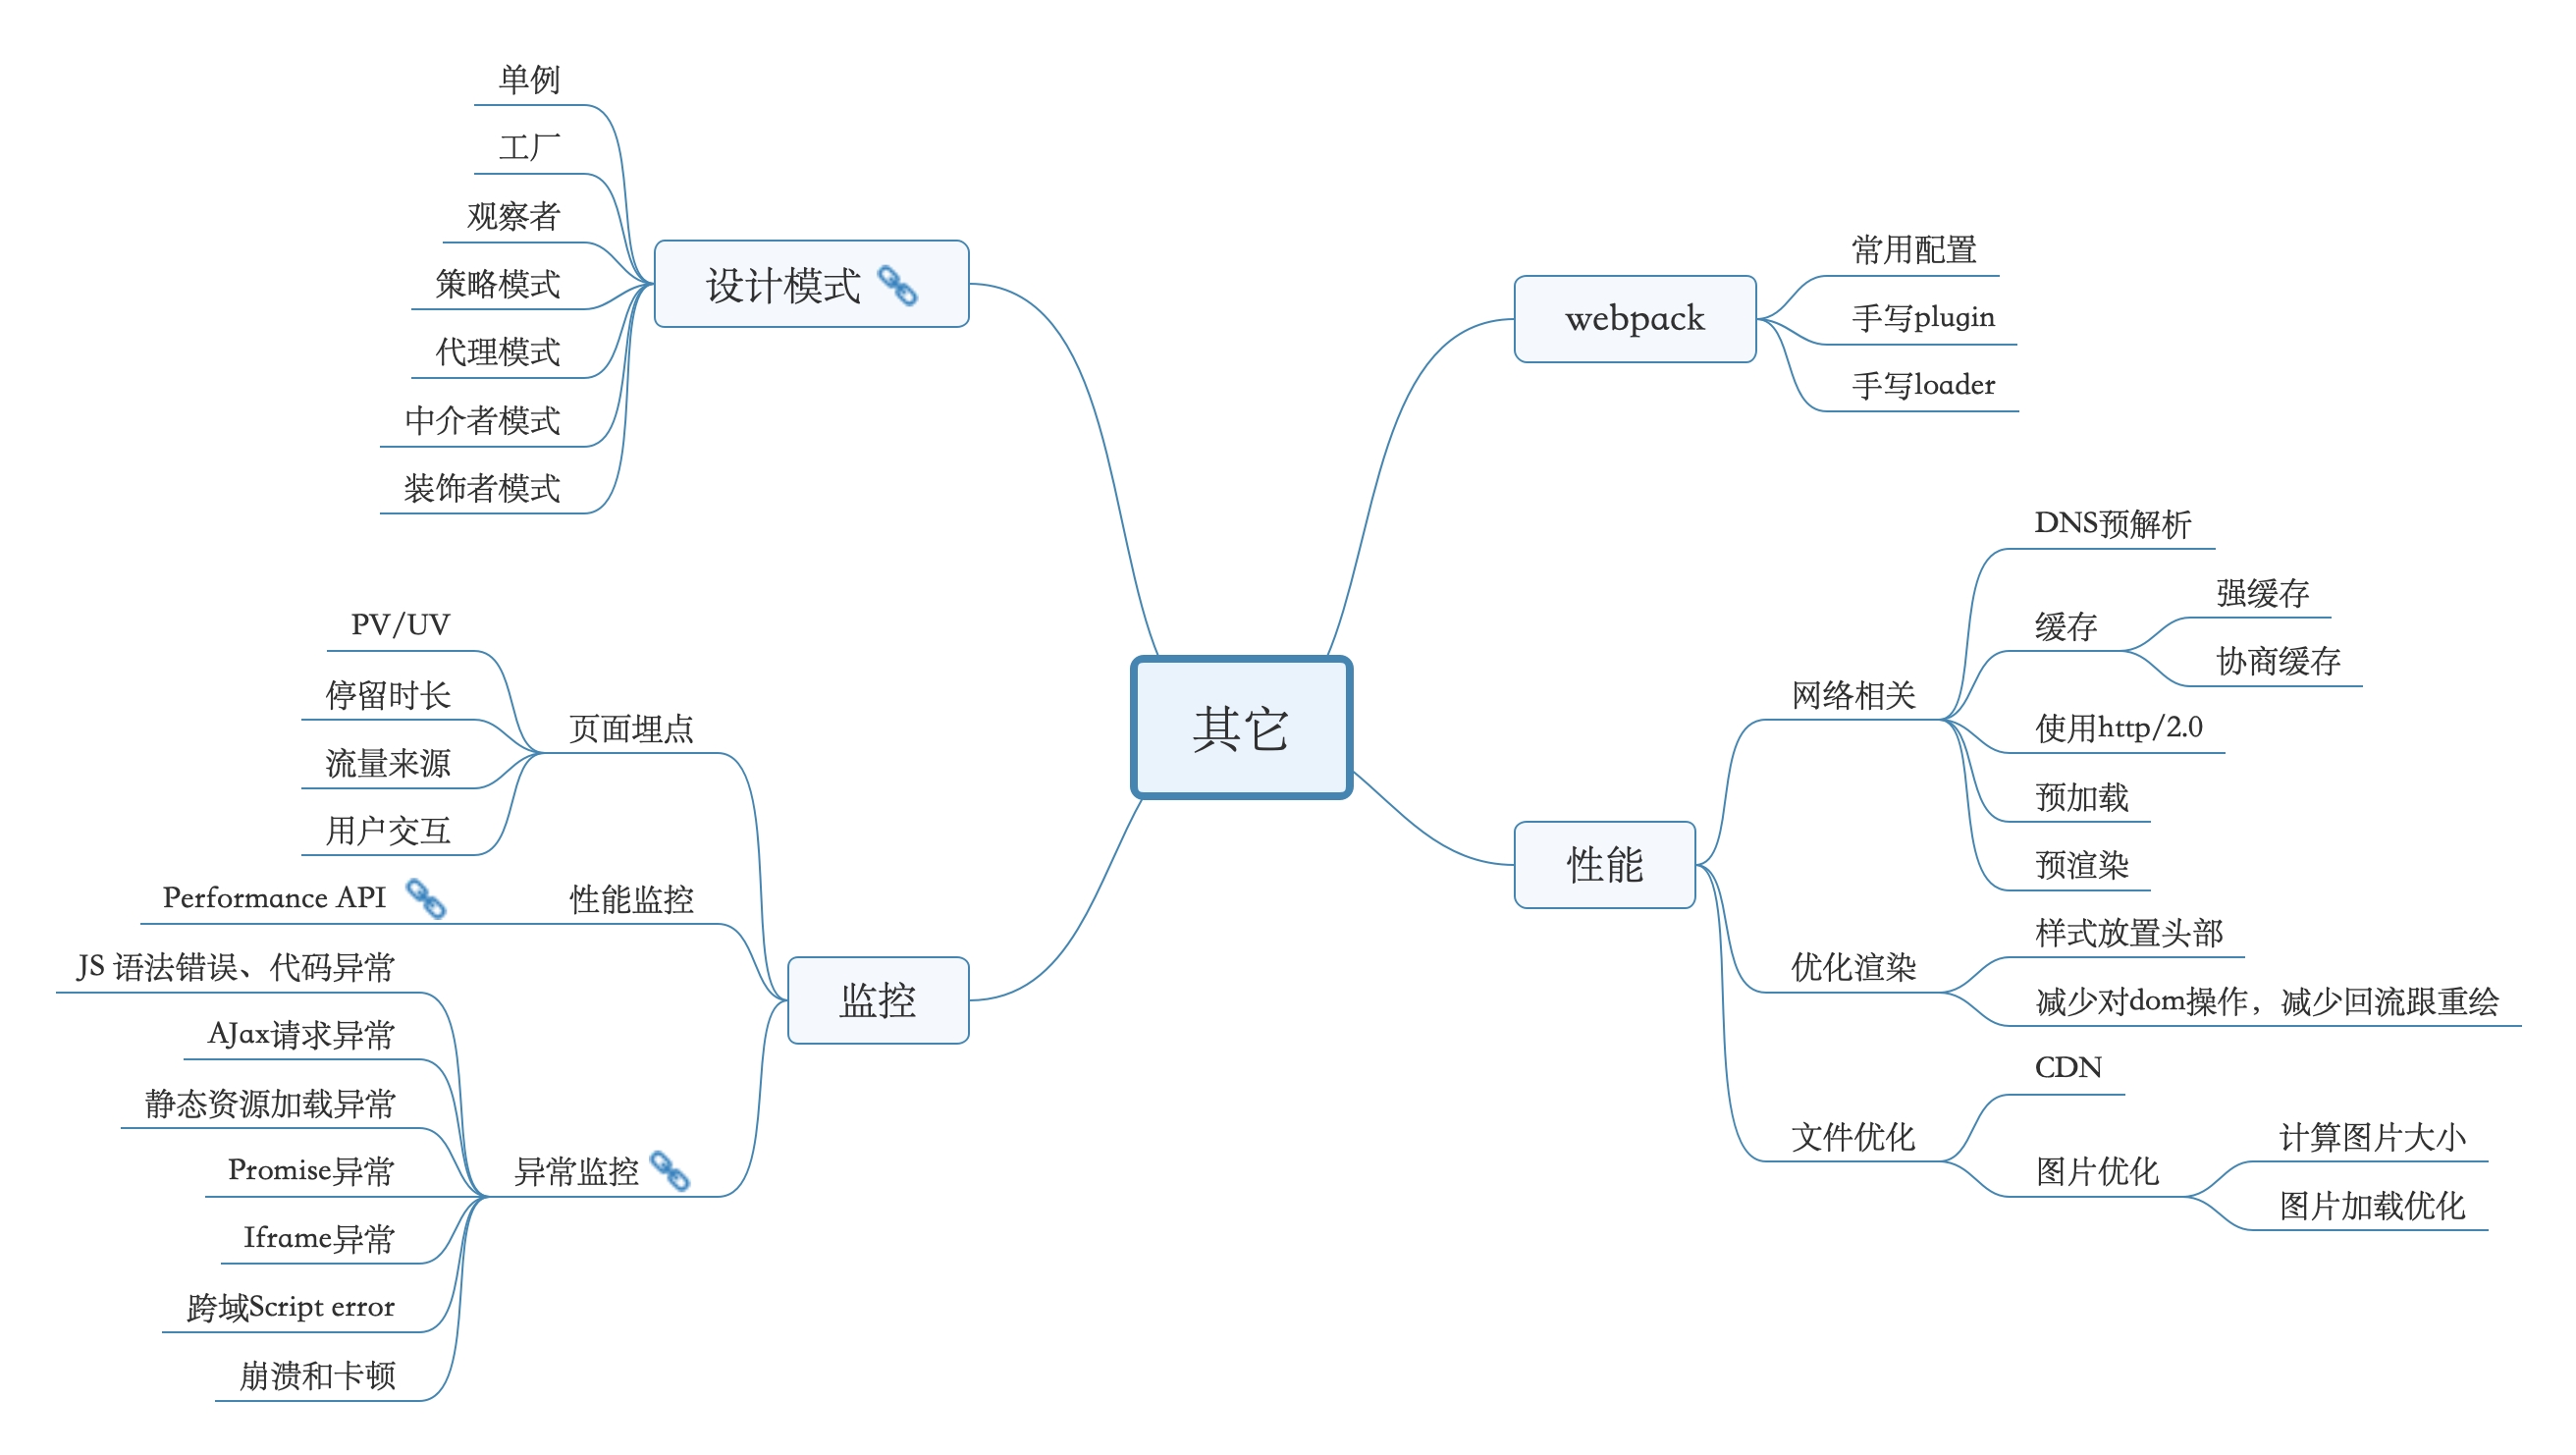 其它
设计模式
单例
工厂
观察者
策略模式
代理模式
中介者模式
装饰者模式
监控
页面埋点
PV/UV
停留时长
流量来源
用户交互
性能监控
Performance API
异常监控
JS 语法错误、代码异常
AJax请求异常
静态资源加载异常
Promise异常
Iframe异常
跨域Script error
崩溃和卡顿
webpack
常用配置
手写plugin
手写loader
性能
网络相关
DNS预解析
缓存
强缓存
协商缓存
使用http/2.0
预加载
预渲染
优化渲染
样式放置头部
减少对dom操作，减少回流跟重绘
文件优化
CDN
图片优化
计算图片大小
图片加载优化